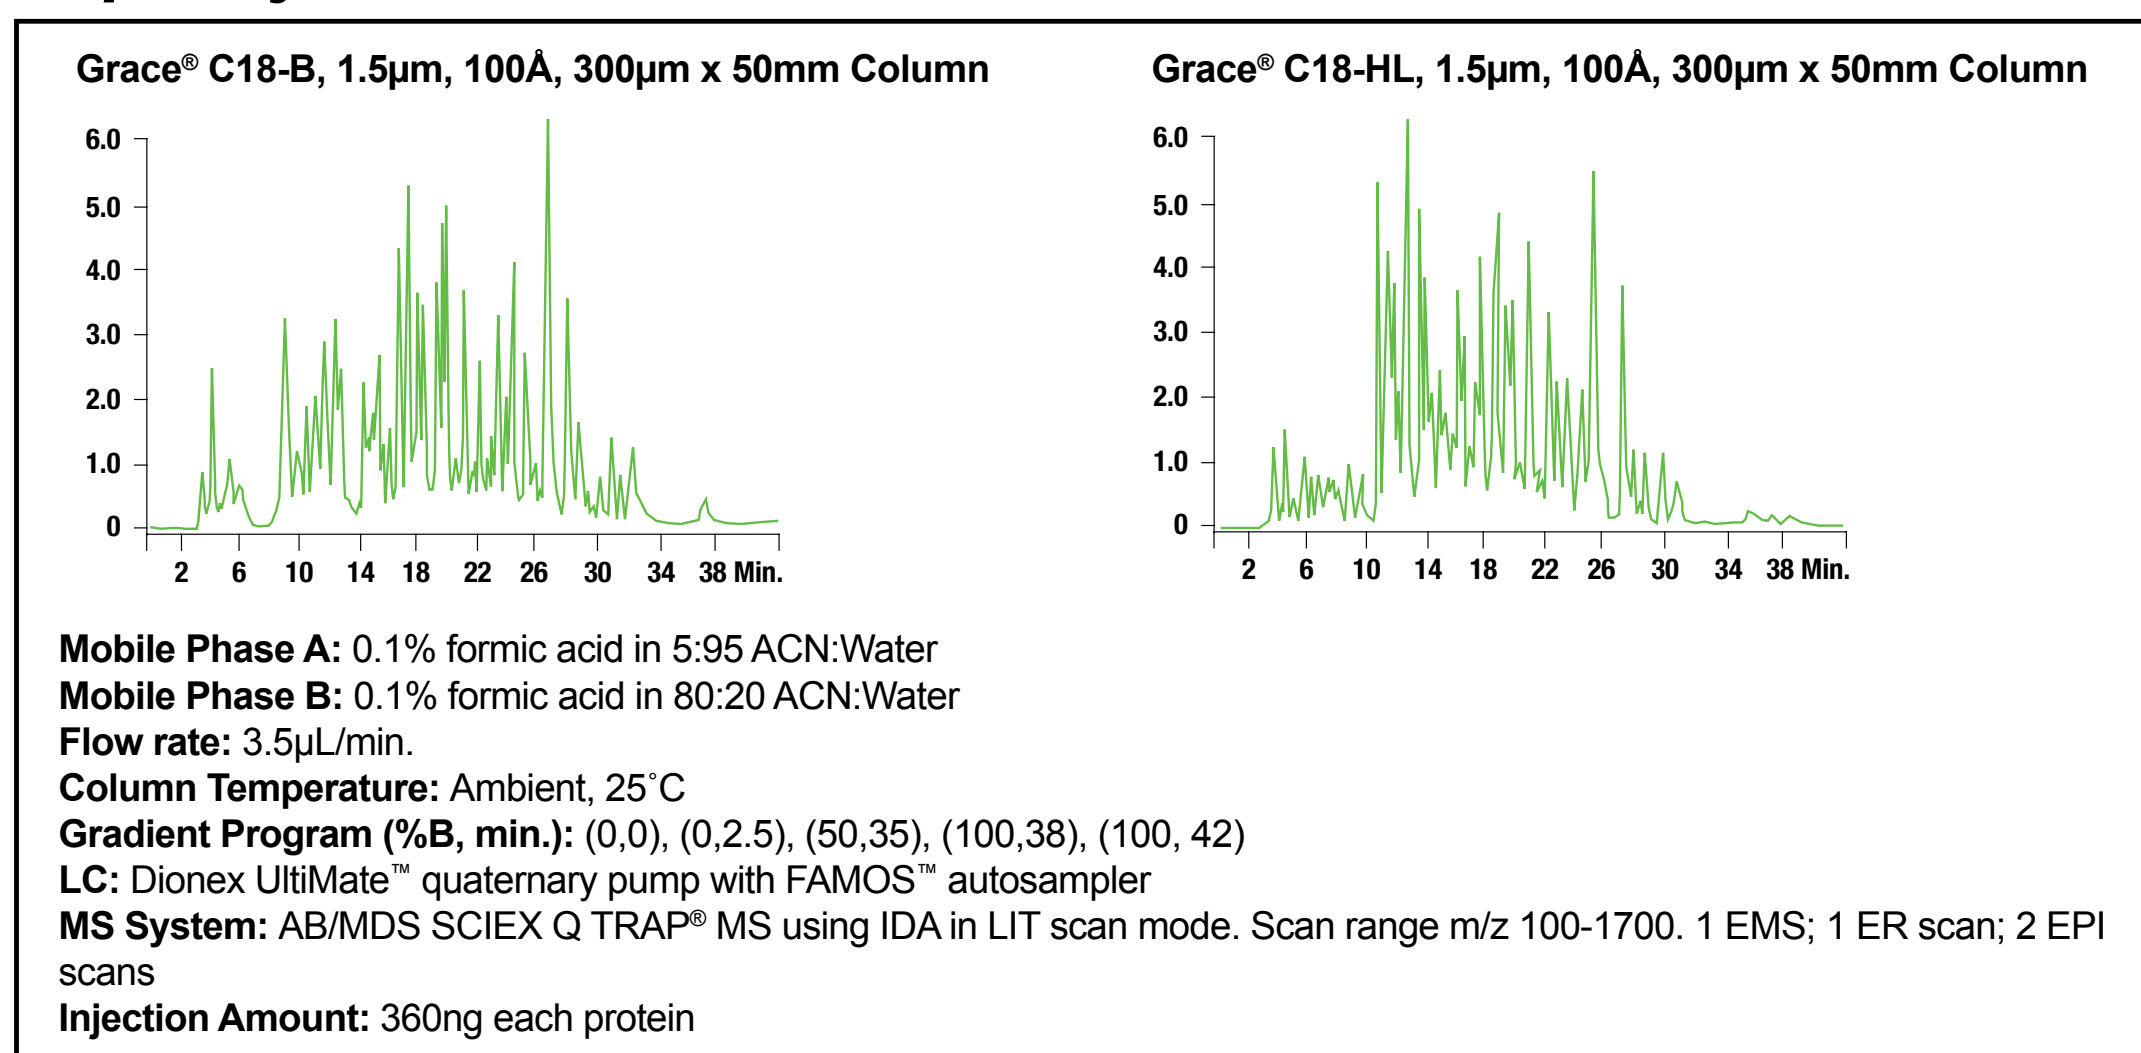 Grace® C18-B, 1.5µm, 100Å, 300µm x 50mm Column
6.0
5.0
4.0
3.0
2.0
1.0
0
2 6 10 14 18 22 26 30 34 38 Min.
Grace® C18-HL, 1.5µm, 100Å, 300µm x 50mm Column
6.0
5.0
4.0
3.0
2.0
1.0
0
2 6 10 14 18 22 26 30 34 38 Min.
Mobile Phase A: 0.1% formic acid in 5:95 ACN:Water
Mobile Phase B: 0.1% formic acid in 80:20 ACN:Water
Flow rate: 3.5µL/min.
Column Temperature: Ambient, 25˚C
Gradient Program (%B, min.): (0,0), (0,2.5), (50,35), (100,38), (100, 42)
LC: Dionex UltiMate™ quaternary pump with FAMOS™ autosampler
MS System: AB/MDS SCIEX Q TRAP® MS using IDA in LIT scan mode. Scan range m/z 100-1700. 1 EMS; 1 ER scan; 2 EPI
scans
Injection Amount: 360ng each protein